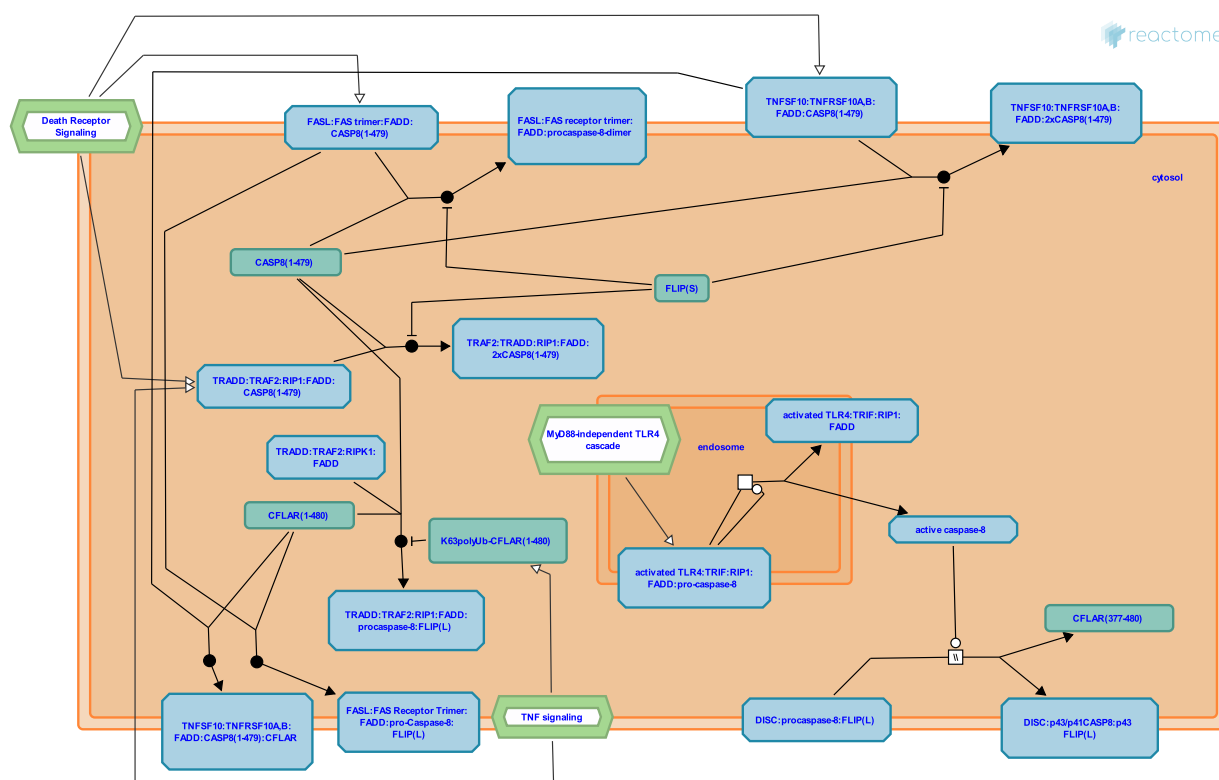 reactome
Death Receptor
Signaling
FASL:FAS trimer:FADD:
CASP8(1-479)
FASL:FAS receptor trimer:
FADD:procaspase-8-dimer
TNFSF10:TNFRSF10A,B:
FADD:CASP8(1-479)
TNFSF10:TNFRSF10A,B:
FADD:2xCASP8(1-479)
cytosol
CASP8(1-479)
FLIP(S)
TRAF2:TRADD:RIP1:FADD:
2xCASP8(1-479)
TRADD:TRAF2:RIP1:FADD:
CASP8(1-479)
MyD88-independent TLR4
cascade
endosome
activated TLR4:TRIF:RIP1:
FADD
TRADD:TRAF2:RIPK1:
FADD
CFLAR(1-480)
K63polyUb-CFLAR(1-480)
active caspase-8
activated TLR4:TRIF:RIP1:
FADD:pro-caspase-8
TRADD:TRAF2:RIP1:FADD:
procaspase-8:FLIP(L)
CFLAR(377-480)
\\
TNFSF10:TNFRSF10A,B:
FADD:CASP8(1-479):CFLAR
FASL:FAS Receptor Trimer:
FADD:pro-Caspase-8:
FLIP(L)
TNF signaling
DISC:procaspase-8:FLIP(L)
DISC:p43/p41CASP8:p43
FLIP(L)